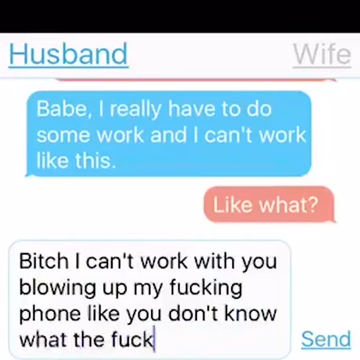 Husband Wife
Babe, I really have to do
some work and I can't work
like this.
Like what?
Bitch I can't work with you
blowing up my fucking
phone like you don't know
what the fuck
Send